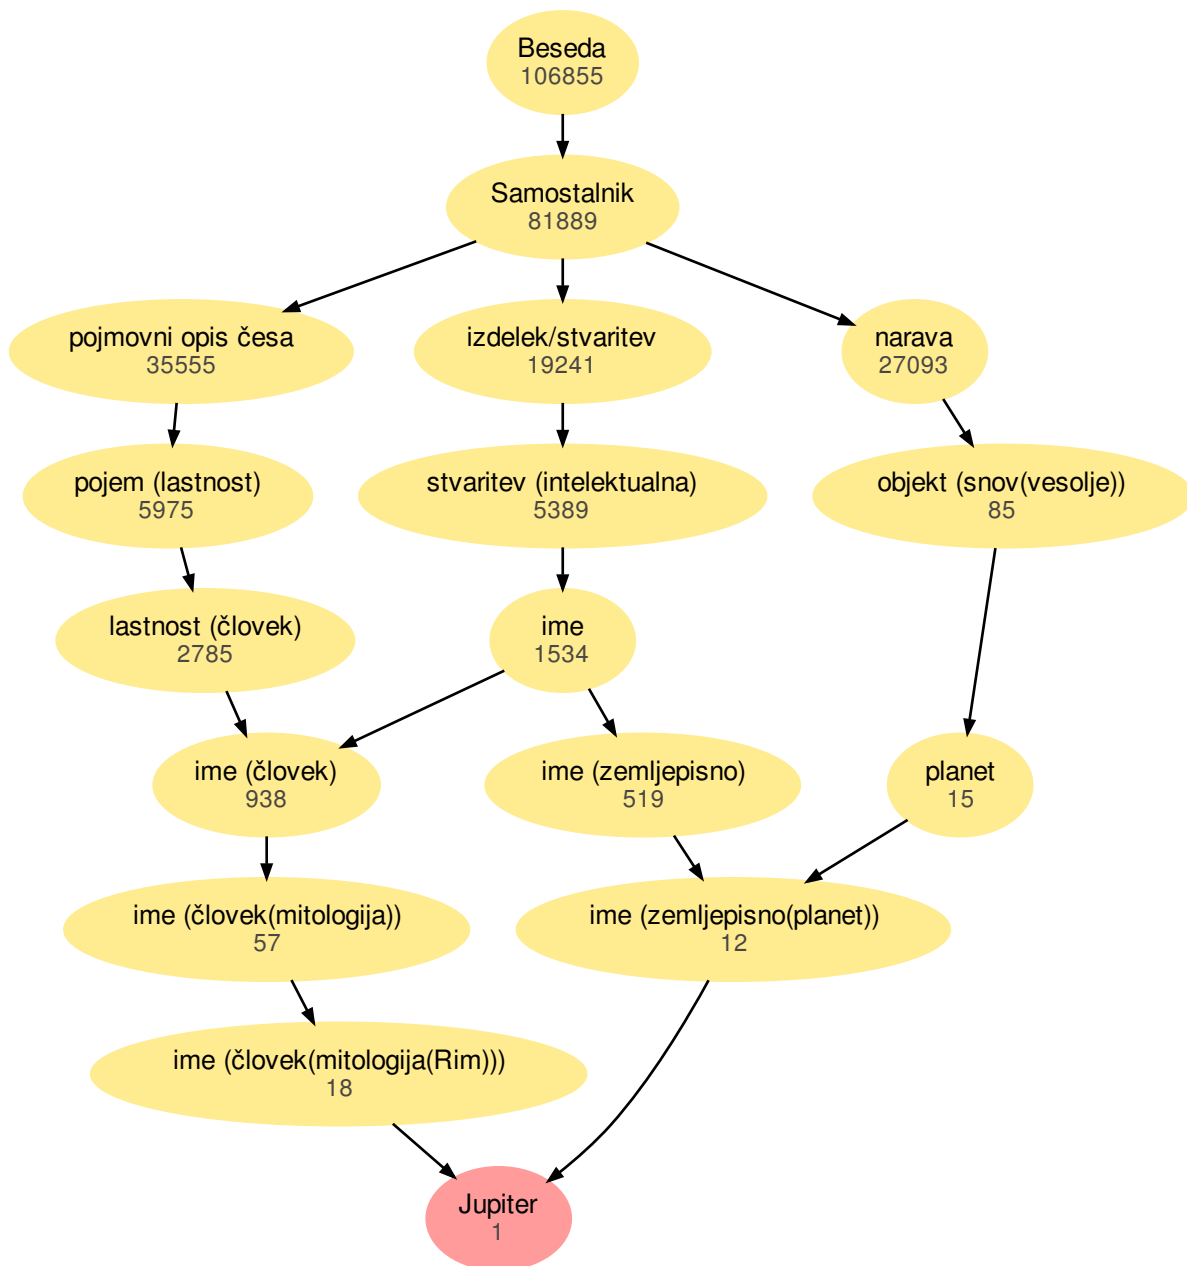 Beseda
106855
Samostalnik
81889
pojmovni opis česa
35555
izdelek/stvaritev
19241
narava
27093
pojem (lastnost)
5975
stvaritev (intelektualna)
5389
objekt (snov(vesolje))
85
lastnost (človek)
2785
ime
1534
ime (človek)
938
ime (zemljepisno)
519
planet
15
ime (človek(mitologija))
57
ime (zemljepisno(planet))
12
ime (človek(mitologija(Rim)))
18
Jupiter
1